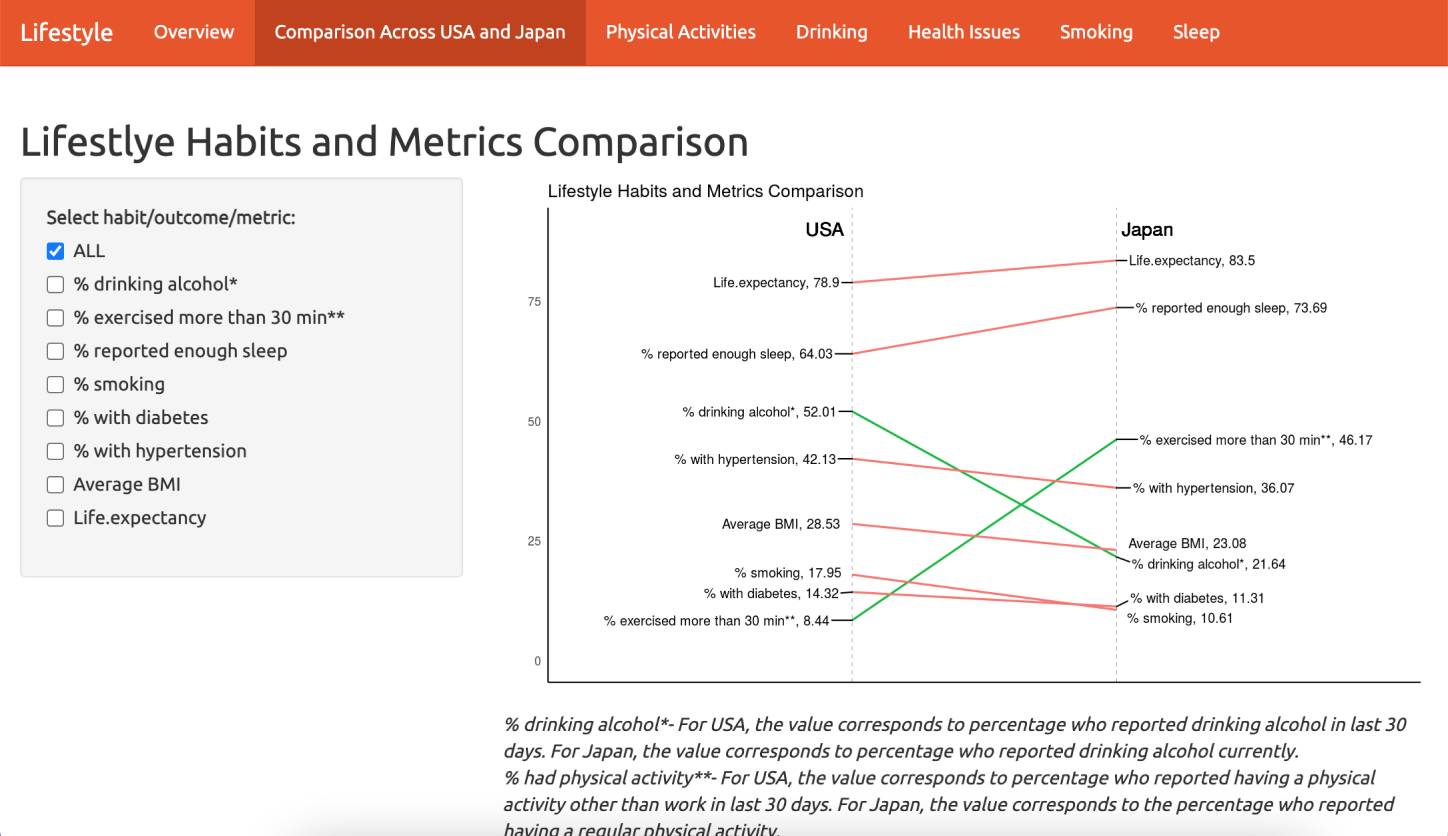 Lifestyle Overview Comparison Across USA and Japan Physical Activities Drinking Health Issues Smoking Sleep
Lifestlye Habits and Metrics Comparison
Select habit/outcome/metric:
ALL
% drinking alcohol*
% exercised more than 30 min**
% reported enough sleep
% smoking
% with diabetes
% with hypertension
Average BMI
Life.expectancy
Lifestyle Habits and Metrics Comparison
USA
Japan
75
50
25
0
Life.expectancy, 78.9
% reported enough sleep, 64.03
% drinking alcohol*, 52.01
% with hypertension, 42.13
Average BMI, 28.53
% smoking, 17.95
% with diabetes, 14.32
% exercised more than 30 min**, 8.44
Life.expectancy, 83.5
% reported enough sleep, 73.69
% exercised more than 30 min**, 46.17
% with hypertension, 36.07
Average BMI, 23.08
% drinking alcohol*, 21.64
% with diabetes, 11.31
% smoking, 10.61
% drinking alcohol*- For USA, the value corresponds to percentage who reported drinking alcohol in last 30
days. For Japan, the value corresponds to percentage who reported drinking alcohol currently.
% had physical activity**- For USA, the value corresponds to percentage who reported having a physical
activity other than work in last 30 days. For Japan, the value corresponds to the percentage who reported
having a regular physical activity.